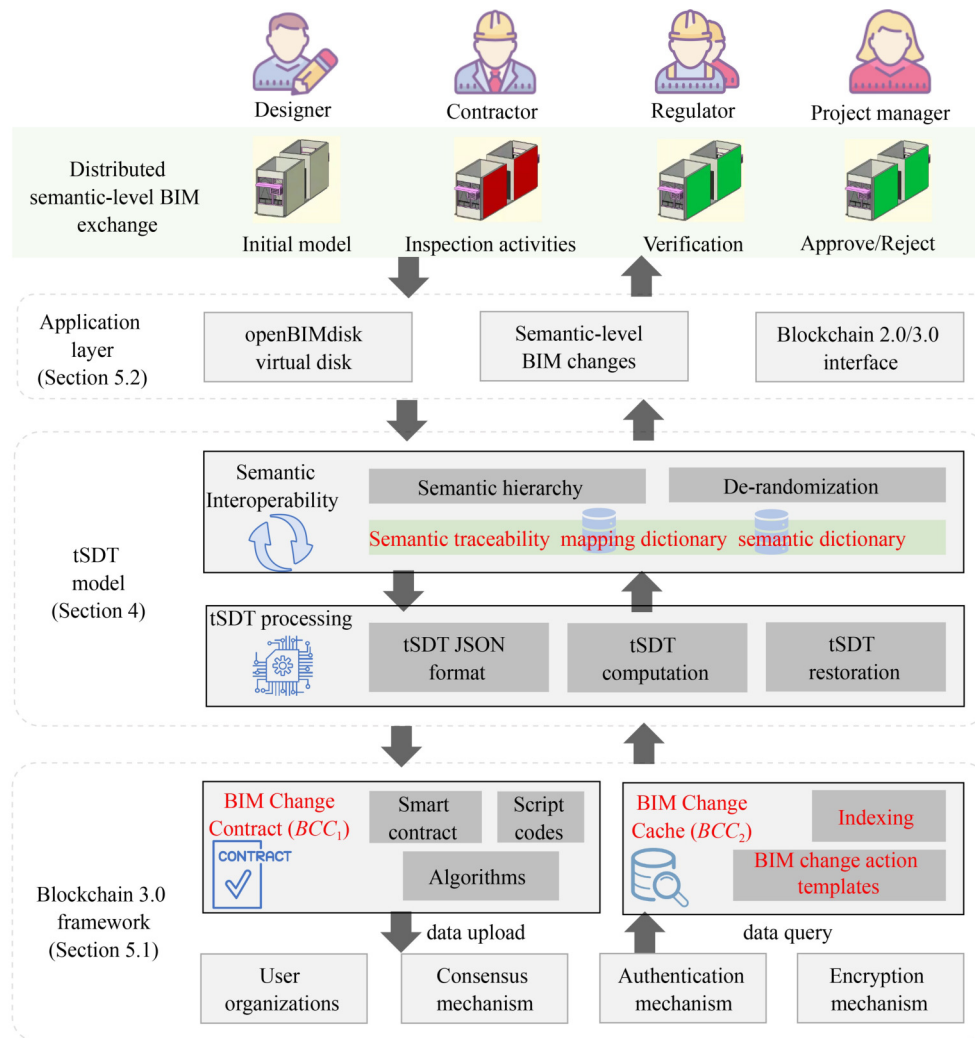 Designer
Contractor
Regulator
Project manager
Distributed
semantic-level BIM
exchange
Initial model
Inspection activities
Verification
Approve/Reject
Application
layer
(Section 5.2)
openBIMdisk
virtual disk
Semantic-level
BIM changes
Blockchain 2.0/3.0
interface
tSDT
model
(Section 4)
Semantic
Interoperability
Semantic hierarchy
De-randomization
Semantic traceability mapping dictionary semantic dictionary
tSDT processing
tSDT JSON
format
tSDT
computation
tSDT
restoration
Blockchain 3.0
framework
(Section 5.1)
BIM Change
Contract (BCC₁)
CONTRACT
Smart
contract
Script
codes
Algorithms
BIM Change
Cache (BCC₂)
Indexing
BIM change action
templates
data upload
data query
User
organizations
Consensus
mechanism
Authentication
mechanism
Encryption
mechanism